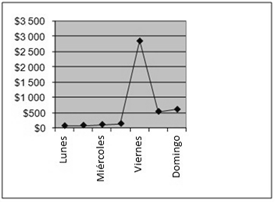 $3 500
$3 000
$2 500
$2 000
$1 500
$1 000
$500
$0
Lunes
Miércoles
Viernes
Domingo